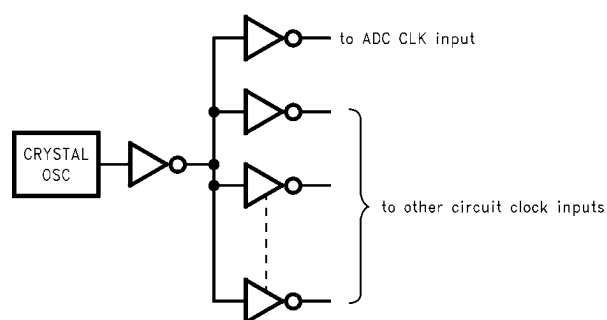 to ADC CLK input
CRYSTAL
OSC
to other circuit clock inputs